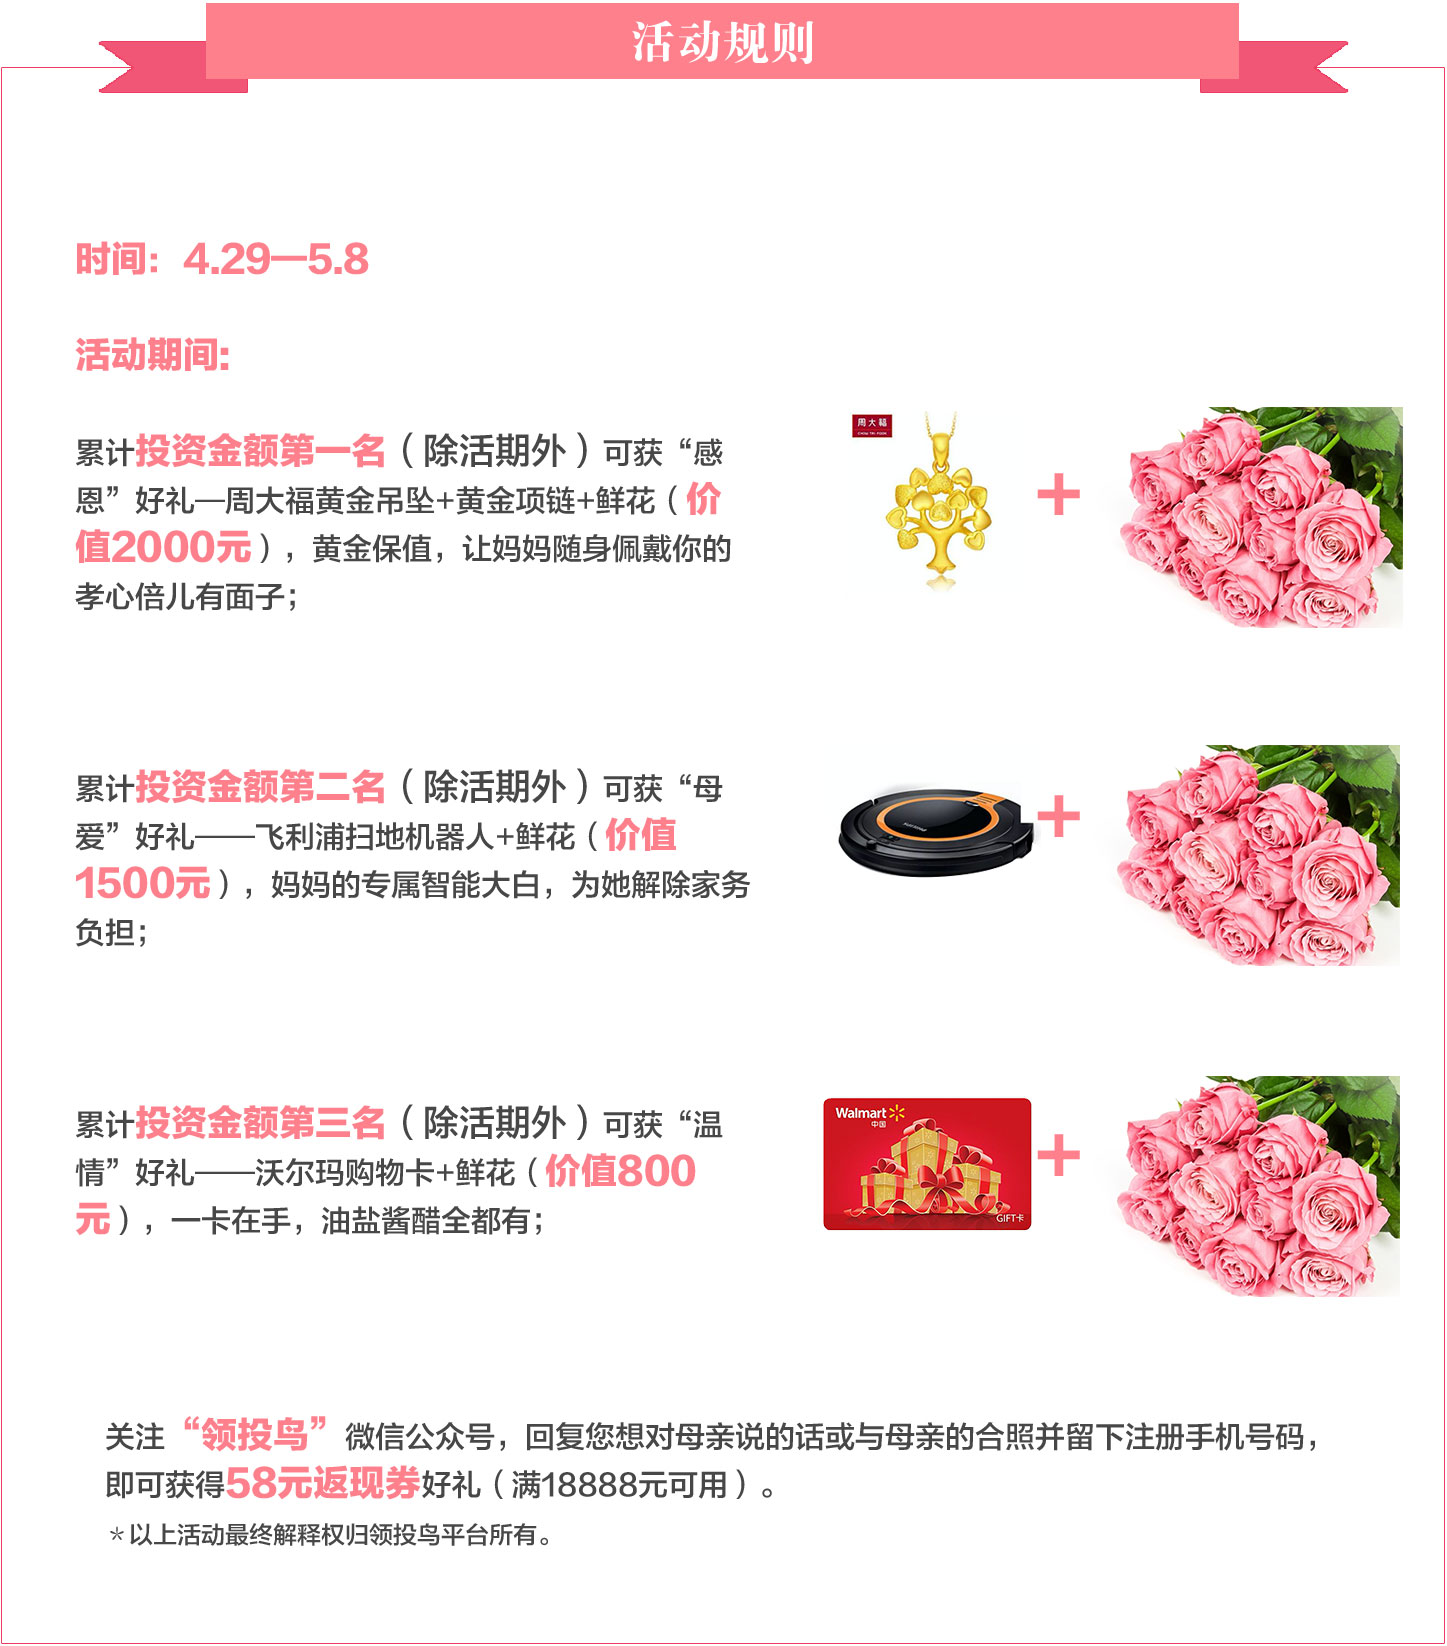 活动规则
时间：4.29—5.8
活动期间:
累计投资金额第一名（除活期外）可获“感
恩”好礼—周大福黄金吊坠+黄金项链+鲜花（价
值2000元），黄金保值，让妈妈随身佩戴你的
孝心倍儿有面子；
周大福
CHOW TAI FOOK
累计投资金额第二名（除活期外）可获“母
爱”好礼——飞利浦扫地机器人+鲜花（价值
1500元），妈妈的专属智能大白，为她解除家务
负担；
累计投资金额第三名（除活期外）可获“温
情”好礼——沃尔玛购物卡+鲜花（价值800
元），一卡在手，油盐酱醋全都有；
Walmart
中国
GIFT卡
关注“领投鸟”微信公众号，回复您想对母亲说的话或与母亲的合照并留下注册手机号码，
即可获得58元返现券好礼（满18888元可用）。
＊以上活动最终解释权归领投鸟平台所有。